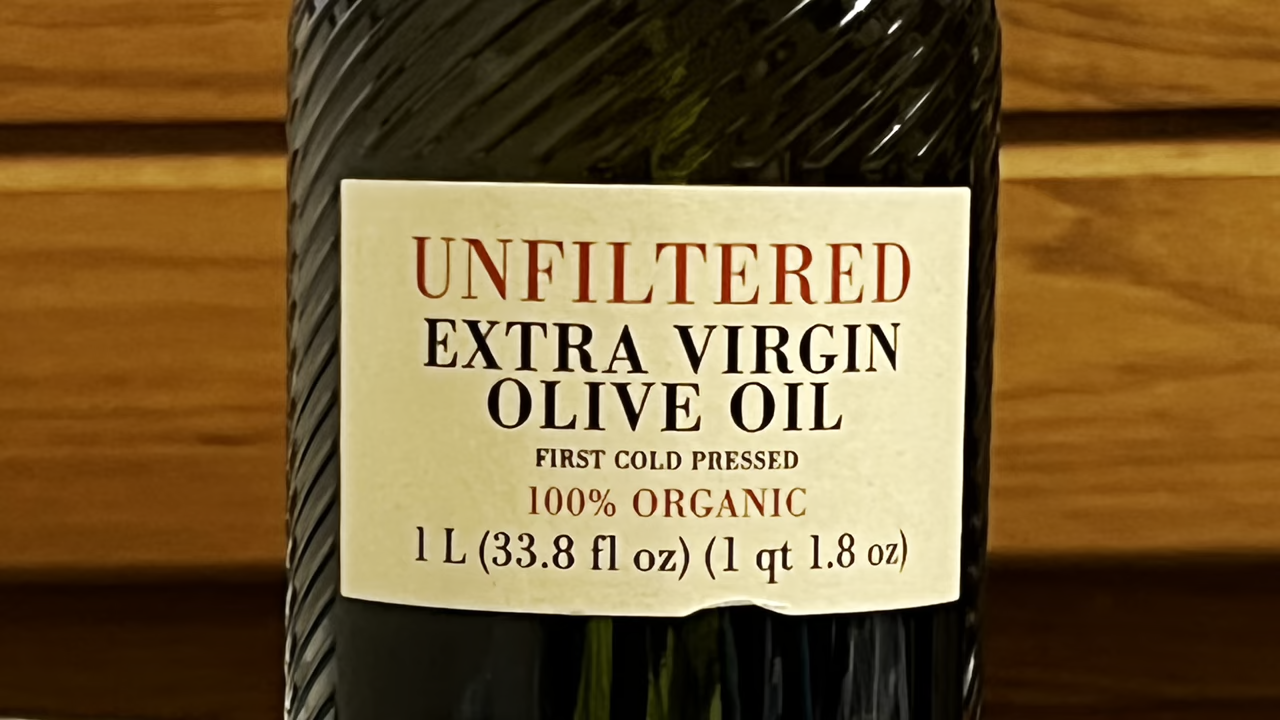 UNFILTERED
EXTRA VIRGIN
OLIVE OIL
FIRST COLD PRESSED
100% ORGANIC
1 L (33.8 fl oz) (1 qt 1.8 oz)